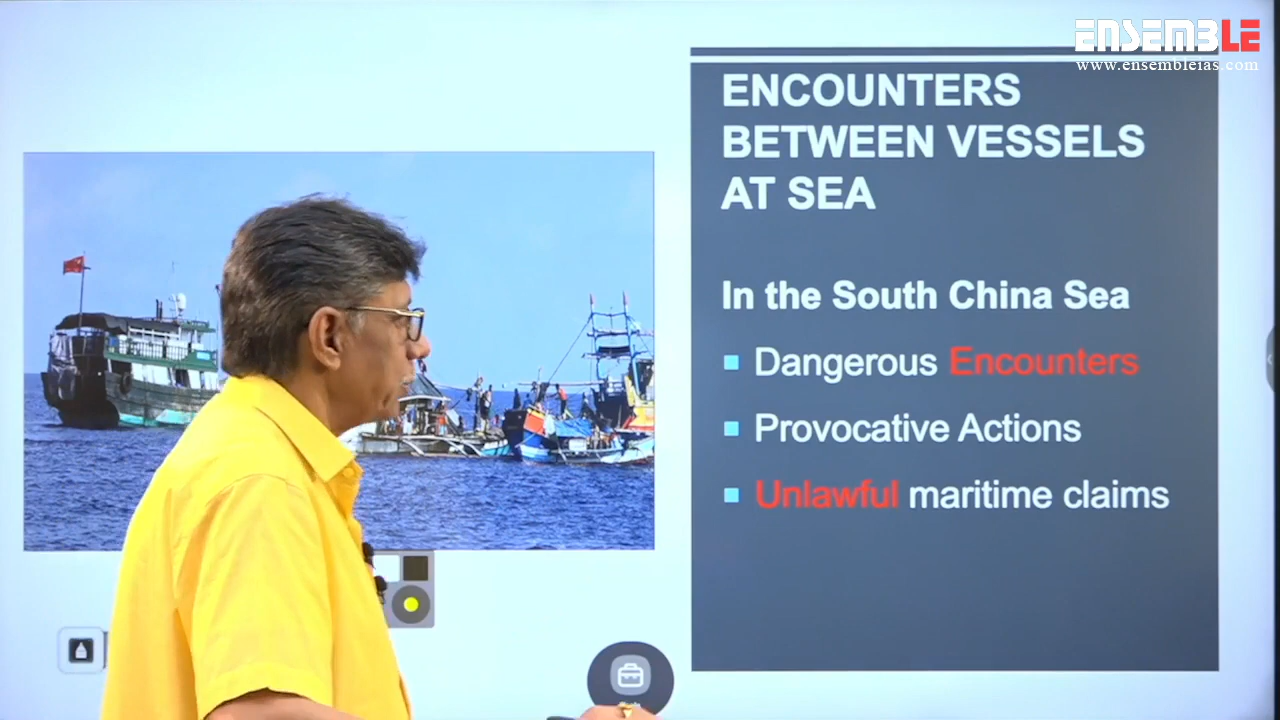 ENSEMBLE
www.ensembleias.com
ENCOUNTERS
BETWEEN VESSELS
AT SEA
In the South China Sea
Dangerous Encounters
Provocative Actions
Unlawful maritime claims